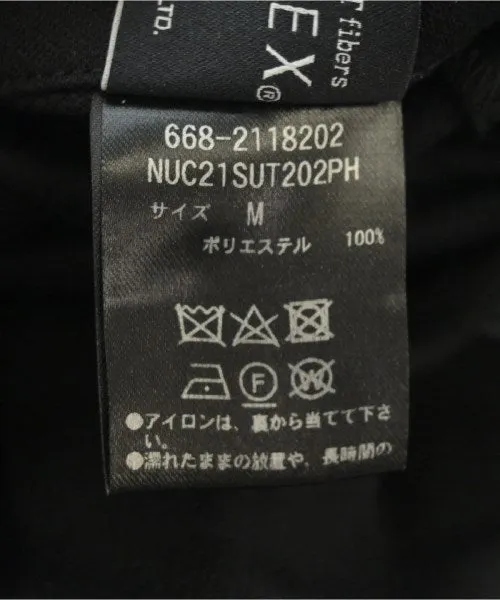 LTD.
EX®
fibers
668-2118202
NUC21SUT202PH
サイズ M
ポリエステル 100%
F W
●アイロンは、裏から当てて下さ
い。
●濡れたままの放置や、長時間の